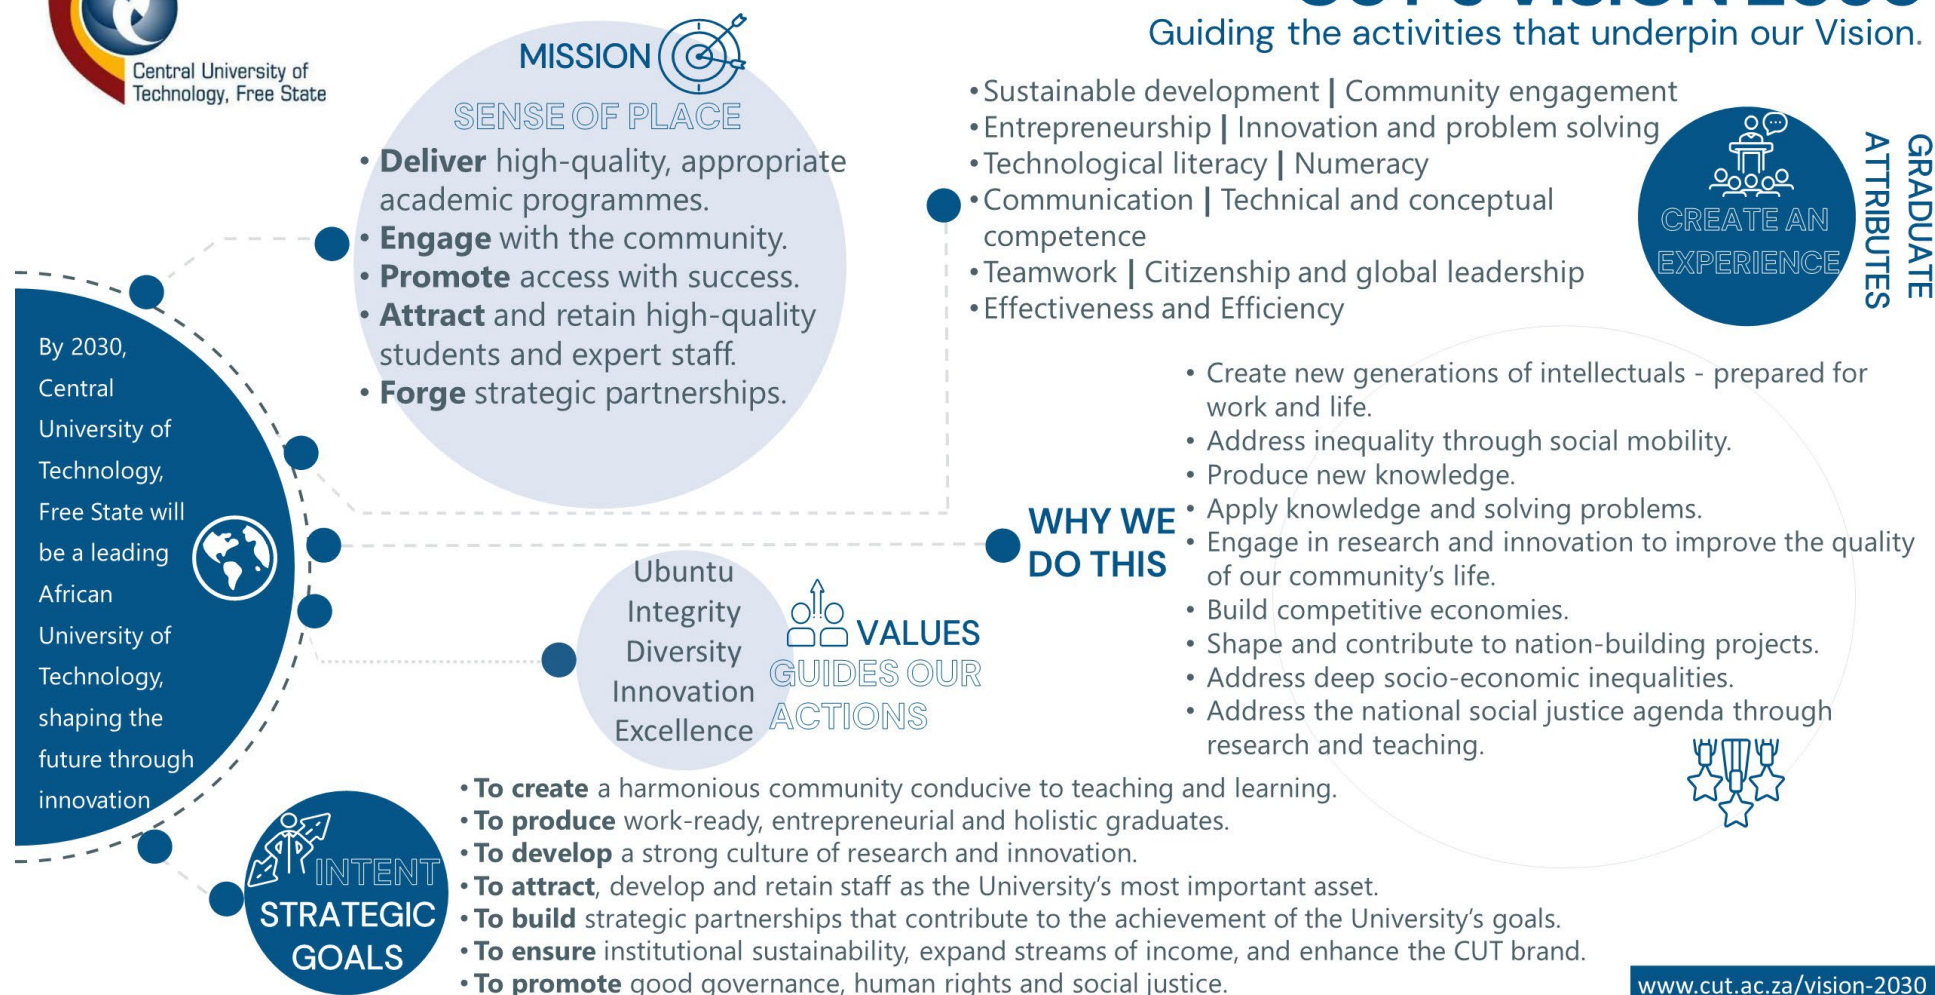 Central University of
Technology, Free State
MISSION
SENSE OF PLACE
• Deliver high-quality, appropriate
academic programmes.
• Engage with the community.
• Promote access with success.
• Attract and retain high-quality
students and expert staff.
• Forge strategic partnerships.
CUT'S VISION 2030
Guiding the activities that underpin our Vision.
• Sustainable development | Community engagement
• Entrepreneurship | Innovation and problem solving
• Technological literacy | Numeracy
• Communication | Technical and conceptual
competence
• Teamwork | Citizenship and global leadership
• Effectiveness and Efficiency
CREATE AN
EXPERIENCE
GRADUATE
ATTRIBUTES
By 2030,
Central
University of
Technology,
Free State will
be a leading
African
University of
Technology,
shaping the
future through
innovation
WHY WE
DO THIS
• Create new generations of intellectuals - prepared for
work and life.
• Address inequality through social mobility.
• Produce new knowledge.
• Apply knowledge and solving problems.
• Engage in research and innovation to improve the quality
of our community's life.
• Build competitive economies.
• Shape and contribute to nation-building projects.
• Address deep socio-economic inequalities.
• Address the national social justice agenda through
research and teaching.
Ubuntu
Integrity
Diversity
Innovation
Excellence
VALUES
GUIDES OUR
ACTIONS
INTENT
STRATEGIC
GOALS
• To create a harmonious community conducive to teaching and learning.
• To produce work-ready, entrepreneurial and holistic graduates.
• To develop a strong culture of research and innovation.
• To attract, develop and retain staff as the University's most important asset.
• To build strategic partnerships that contribute to the achievement of the University's goals.
• To ensure institutional sustainability, expand streams of income, and enhance the CUT brand.
• To promote good governance, human rights and social justice.
www.cut.ac.za/vision-2030